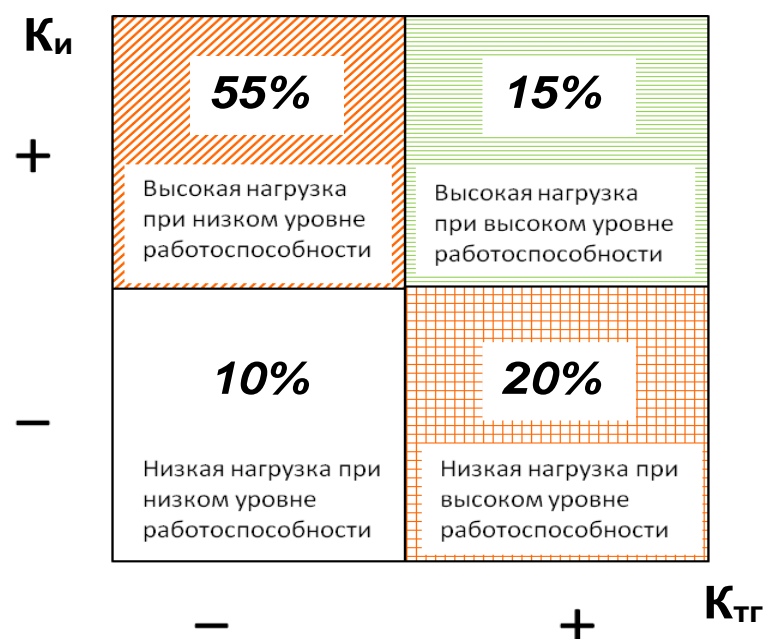 Ки
55%
15%
+
Высокая нагрузка
при низком уровне
работоспособности
Высокая нагрузка
при высоком уровне
работоспособности
10%
20%
–
Низкая нагрузка при
низком уровне
работоспособности
Низкая нагрузка при
высоком уровне
работоспособности
–
+
Ктг